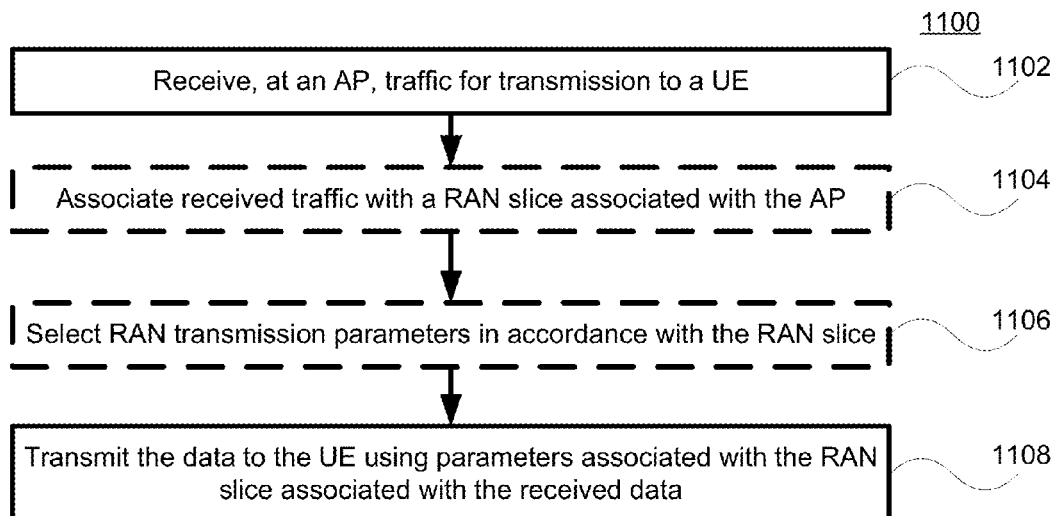 1100
Receive, at an AP, traffic for transmission to a UE
1102
Associate received traffic with a RAN slice associated with the AP
1104
Select RAN transmission parameters in accordance with the RAN slice
1106
Transmit the data to the UE using parameters associated with the RAN
slice associated with the received data
1108